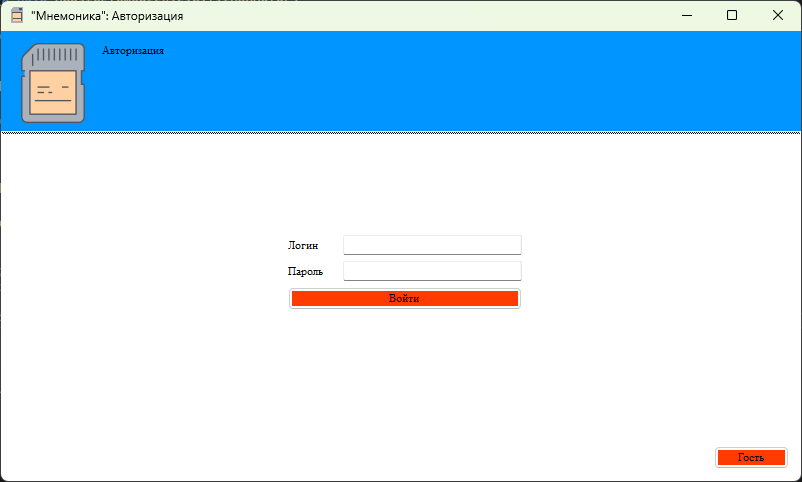 "Мнемоника": Авторизация
Авторизация
Логин
Пароль
Войти
Гость